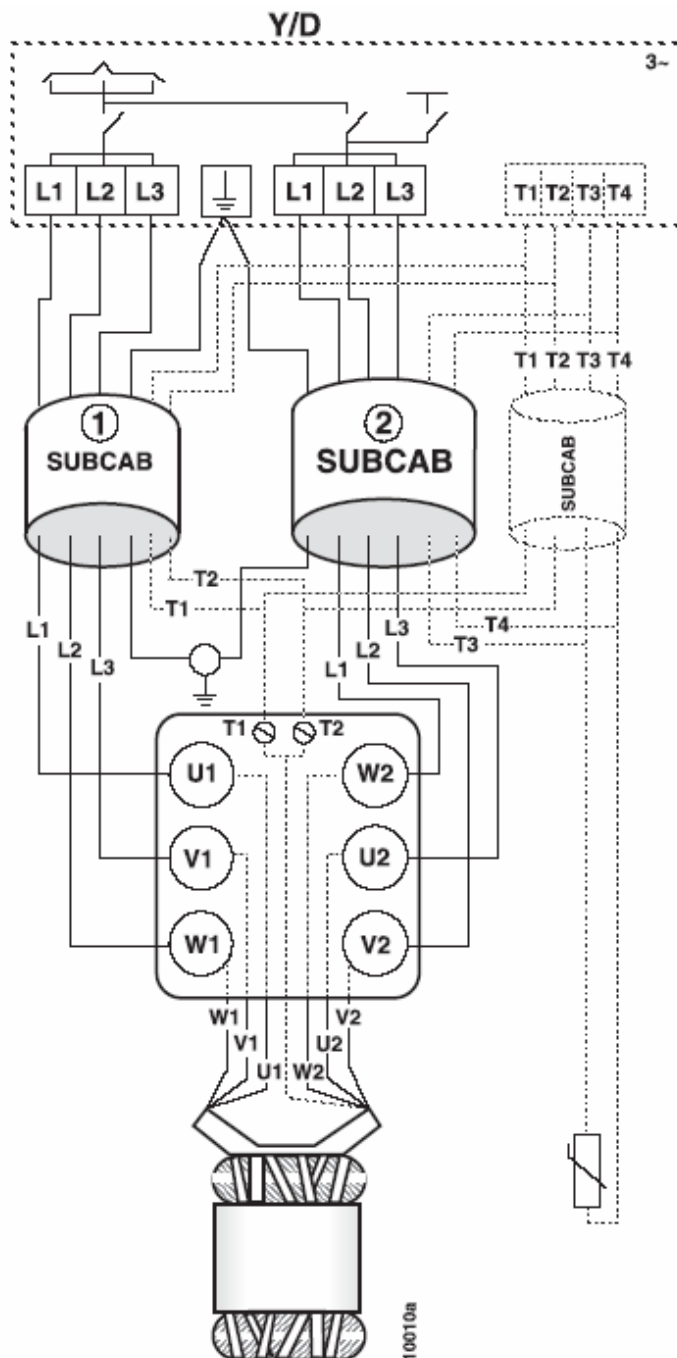 Y/D
3~
L1 L2 L3 L1 L2 L3 T1 T2 T3 T4
T1 T2 T3 T4
1 2
SUBCAB SUBCAB SUBCAB
T2
T1
L1 L3 T4
L2 L2 T3
L3 L1
T1 T2
U1 W2
V1 U2
W1 V2
W1 V2
V1 U2
U1 W2
10010a